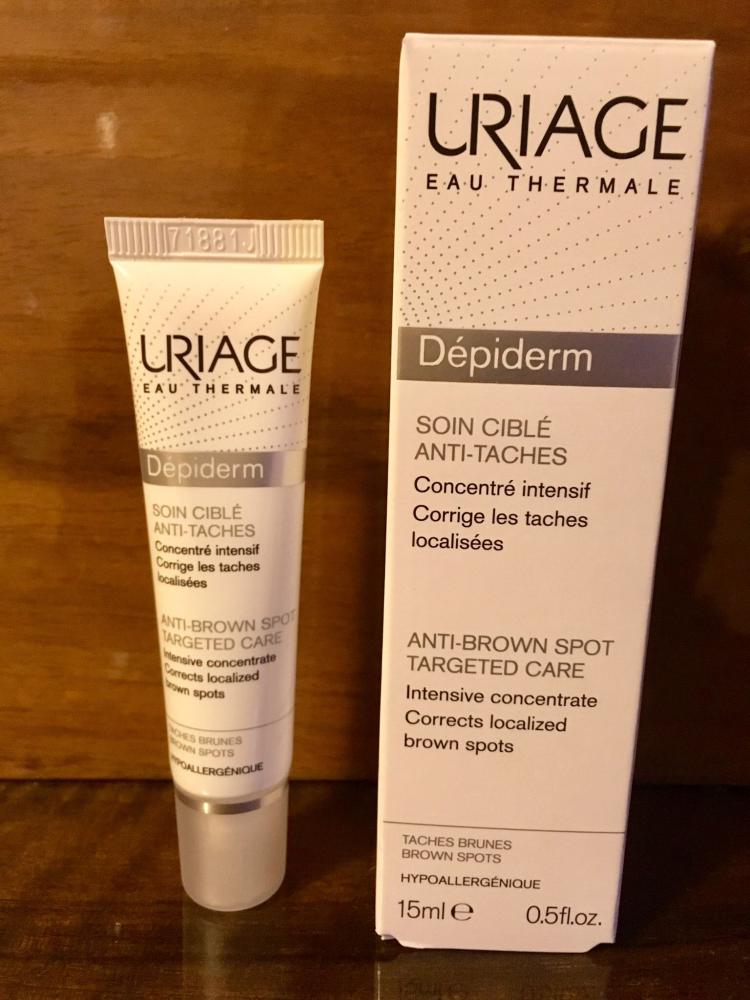 71881J
URIAGE
EAU THERMALE
Dépiderm
SOIN CIBLÉ
ANTI-TACHES
Concentré intensif
Corrige les taches
localisées
ANTI-BROWN SPOT
TARGETED CARE
Intensive concentrate
Corrects localized
brown spots
TACHES BRUNES
BROWN SPOTS
HYPOALLERGÉNIQUE
URIAGE
EAU THERMALE
Dépiderm
SOIN CIBLÉ
ANTI-TACHES
Concentré intensif
Corrige les taches
localisées
ANTI-BROWN SPOT
TARGETED CARE
Intensive concentrate
Corrects localized
brown spots
TACHES BRUNES
BROWN SPOTS
HYPOALLERGÉNIQUE
15ml e 0.5fl.oz.